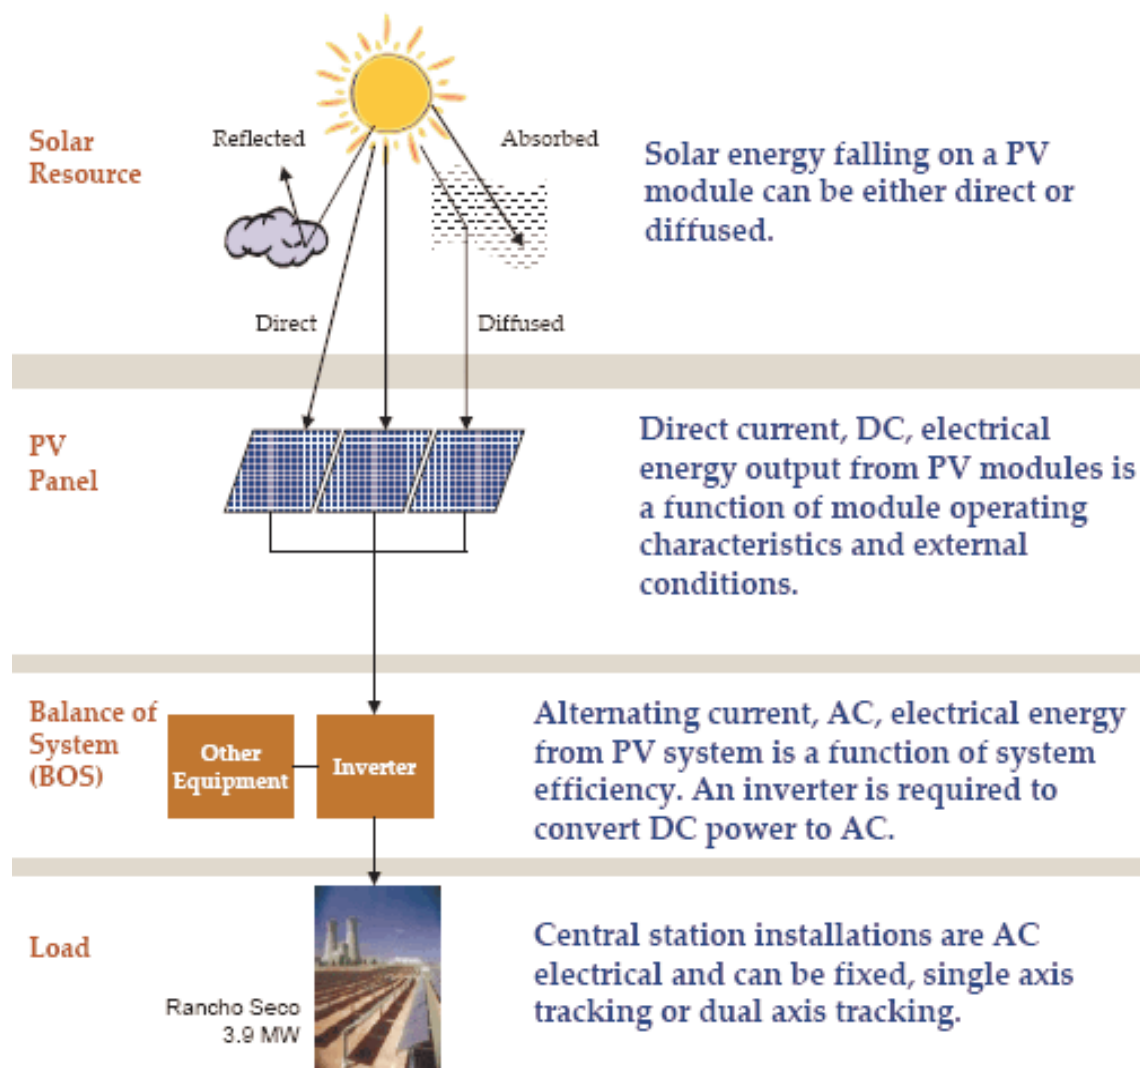 Solar
Resource
Reflected
Absorbed
Solar energy falling on a PV
module can be either direct or
diffused.
Direct
Diffused
PV
Panel
Direct current, DC, electrical
energy output from PV modules is
a function of module operating
characteristics and external
conditions.
Balance of
System
(BOS)
Other
Equipment
Inverter
Alternating current, AC, electrical energy
from PV system is a function of system
efficiency. An inverter is required to
convert DC power to AC.
Load
Rancho Seco
3.9 MW
Central station installations are AC
electrical and can be fixed, single axis
tracking or dual axis tracking.